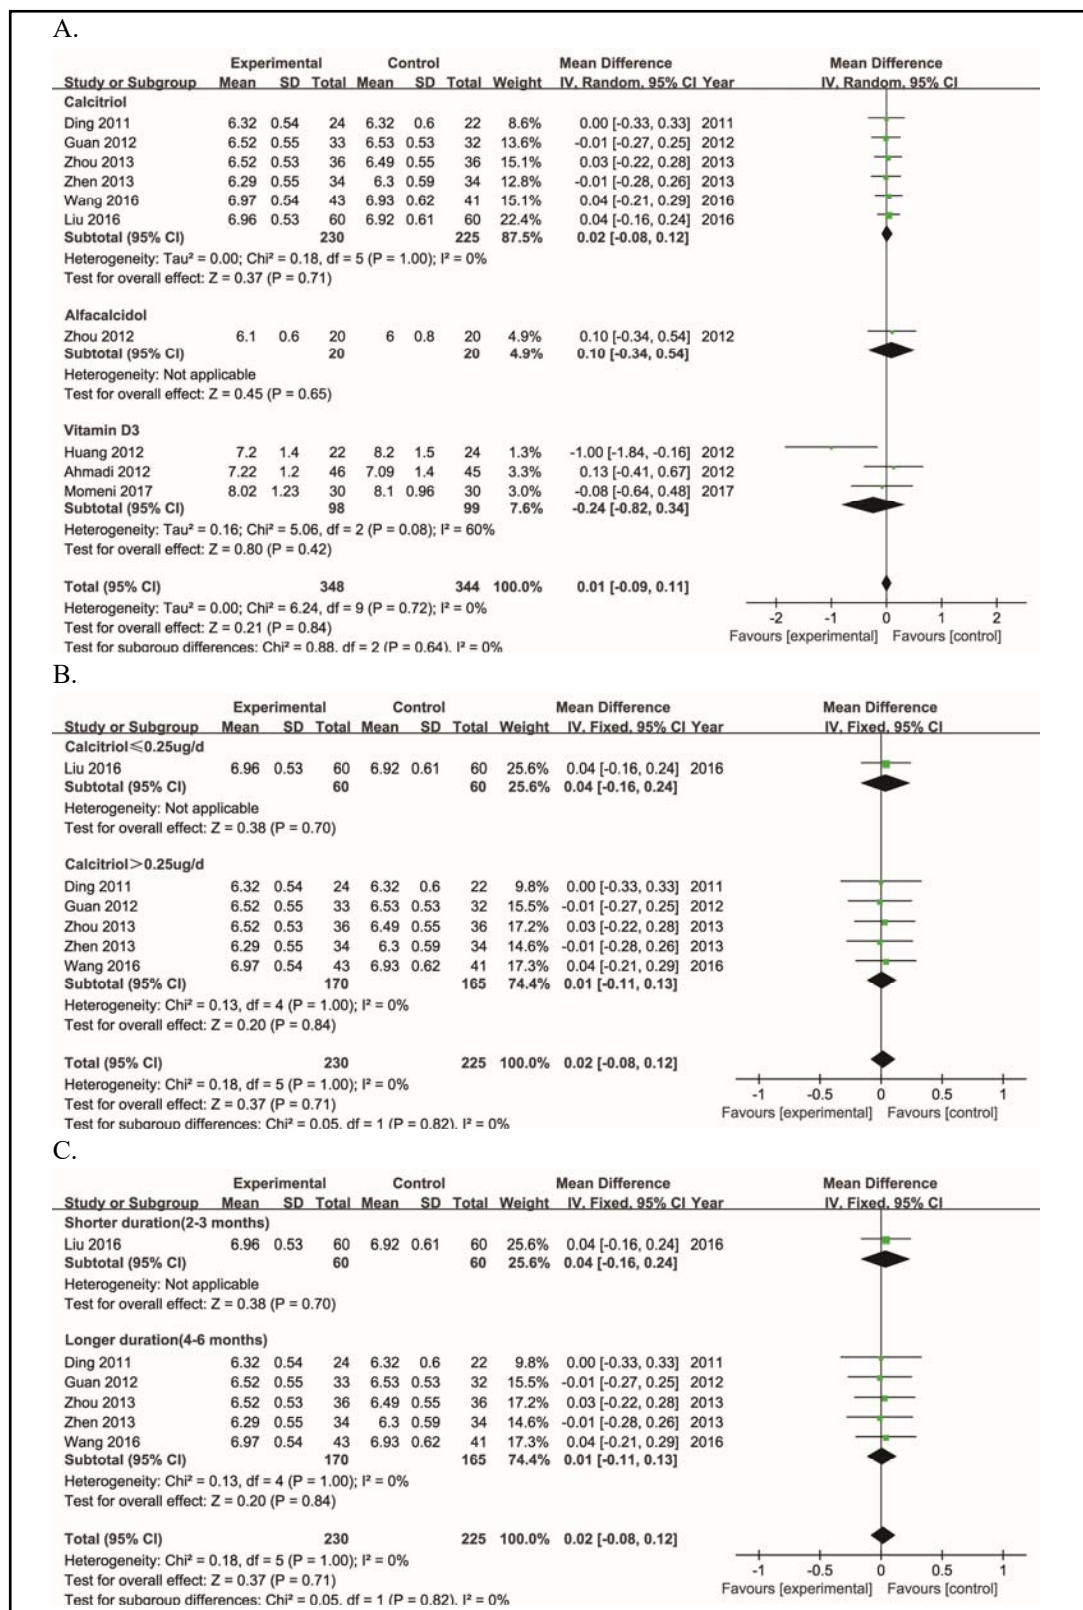 A.
Experimental Control Mean Difference Mean Difference
Study or Subgroup Mean SD Total Mean SD Total Weight IV, Random, 95% CI Year IV, Random, 95% CI
Calcitriol
Ding 2011 6.32 0.54 24 6.32 0.6 22 8.6% 0.00 [-0.33, 0.33] 2011
Guan 2012 6.52 0.55 33 6.53 0.53 32 13.6% -0.01 [-0.27, 0.25] 2012
Zhou 2013 6.52 0.53 36 6.49 0.55 36 15.1% 0.03 [-0.22, 0.28] 2013
Zhen 2013 6.29 0.55 34 6.3 0.59 34 12.8% -0.01 [-0.28, 0.26] 2013
Wang 2016 6.97 0.54 43 6.93 0.62 41 15.1% 0.04 [-0.21, 0.29] 2016
Liu 2016 6.96 0.53 60 6.92 0.61 60 22.4% 0.04 [-0.16, 0.24] 2016
Subtotal (95% CI) 230 225 87.5% 0.02 [-0.08, 0.12]
Heterogeneity: Tau² = 0.00; Chi² = 0.18, df = 5 (P = 1.00); I² = 0%
Test for overall effect: Z = 0.37 (P = 0.71)
Alfacalcidol
Zhou 2012 6.1 0.6 20 6 0.8 20 4.9% 0.10 [-0.34, 0.54] 2012
Subtotal (95% CI) 20 20 4.9% 0.10 [-0.34, 0.54]
Heterogeneity: Not applicable
Test for overall effect: Z = 0.45 (P = 0.65)
Vitamin D3
Huang 2012 7.2 1.4 22 8.2 1.5 24 1.3% -1.00 [-1.84, -0.16] 2012
Ahmadi 2012 7.22 1.2 46 7.09 1.4 45 3.3% 0.13 [-0.41, 0.67] 2012
Momeni 2017 8.02 1.23 30 8.1 0.96 30 3.0% -0.08 [-0.64, 0.48] 2017
Subtotal (95% CI) 98 99 7.6% -0.24 [-0.82, 0.34]
Heterogeneity: Tau² = 0.16; Chi² = 5.06, df = 2 (P = 0.08); I² = 60%
Test for overall effect: Z = 0.80 (P = 0.42)
Total (95% CI) 348 344 100.0% 0.01 [-0.09, 0.11]
Heterogeneity: Tau² = 0.00; Chi² = 6.24, df = 9 (P = 0.72); I² = 0%
Test for overall effect: Z = 0.21 (P = 0.84)
Test for subgroup differences: Chi² = 0.88, df = 2 (P = 0.64), I² = 0%
-2 -1 0 1 2
Favours [experimental] Favours [control]
B.
Experimental Control Mean Difference Mean Difference
Study or Subgroup Mean SD Total Mean SD Total Weight IV, Fixed, 95% CI Year IV, Fixed, 95% CI
Calcitriol≤0.25ug/d
Liu 2016 6.96 0.53 60 6.92 0.61 60 25.6% 0.04 [-0.16, 0.24] 2016
Subtotal (95% CI) 60 60 25.6% 0.04 [-0.16, 0.24]
Heterogeneity: Not applicable
Test for overall effect: Z = 0.38 (P = 0.70)
Calcitriol>0.25ug/d
Ding 2011 6.32 0.54 24 6.32 0.6 22 9.8% 0.00 [-0.33, 0.33] 2011
Guan 2012 6.52 0.55 33 6.53 0.53 32 15.5% -0.01 [-0.27, 0.25] 2012
Zhou 2013 6.52 0.53 36 6.49 0.55 36 17.2% 0.03 [-0.22, 0.28] 2013
Zhen 2013 6.29 0.55 34 6.3 0.59 34 14.6% -0.01 [-0.28, 0.26] 2013
Wang 2016 6.97 0.54 43 6.93 0.62 41 17.3% 0.04 [-0.21, 0.29] 2016
Subtotal (95% CI) 170 165 74.4% 0.01 [-0.11, 0.13]
Heterogeneity: Chi² = 0.13, df = 4 (P = 1.00); I² = 0%
Test for overall effect: Z = 0.20 (P = 0.84)
Total (95% CI) 230 225 100.0% 0.02 [-0.08, 0.12]
Heterogeneity: Chi² = 0.18, df = 5 (P = 1.00); I² = 0%
Test for overall effect: Z = 0.37 (P = 0.71)
Test for subgroup differences: Chi² = 0.05, df = 1 (P = 0.82), I² = 0%
-1 -0.5 0 0.5 1
Favours [experimental] Favours [control]
C.
Experimental Control Mean Difference Mean Difference
Study or Subgroup Mean SD Total Mean SD Total Weight IV, Fixed, 95% CI Year IV, Fixed, 95% CI
Shorter duration(2-3 months)
Liu 2016 6.96 0.53 60 6.92 0.61 60 25.6% 0.04 [-0.16, 0.24] 2016
Subtotal (95% CI) 60 60 25.6% 0.04 [-0.16, 0.24]
Heterogeneity: Not applicable
Test for overall effect: Z = 0.38 (P = 0.70)
Longer duration(4-6 months)
Ding 2011 6.32 0.54 24 6.32 0.6 22 9.8% 0.00 [-0.33, 0.33] 2011
Guan 2012 6.52 0.55 33 6.53 0.53 32 15.5% -0.01 [-0.27, 0.25] 2012
Zhou 2013 6.52 0.53 36 6.49 0.55 36 17.2% 0.03 [-0.22, 0.28] 2013
Zhen 2013 6.29 0.55 34 6.3 0.59 34 14.6% -0.01 [-0.28, 0.26] 2013
Wang 2016 6.97 0.54 43 6.93 0.62 41 17.3% 0.04 [-0.21, 0.29] 2016
Subtotal (95% CI) 170 165 74.4% 0.01 [-0.11, 0.13]
Heterogeneity: Chi² = 0.13, df = 4 (P = 1.00); I² = 0%
Test for overall effect: Z = 0.20 (P = 0.84)
Total (95% CI) 230 225 100.0% 0.02 [-0.08, 0.12]
Heterogeneity: Chi² = 0.18, df = 5 (P = 1.00); I² = 0%
Test for overall effect: Z = 0.37 (P = 0.71)
Test for subgroup differences: Chi² = 0.05, df = 1 (P = 0.82), I² = 0%
-1 -0.5 0 0.5 1
Favours [experimental] Favours [control]